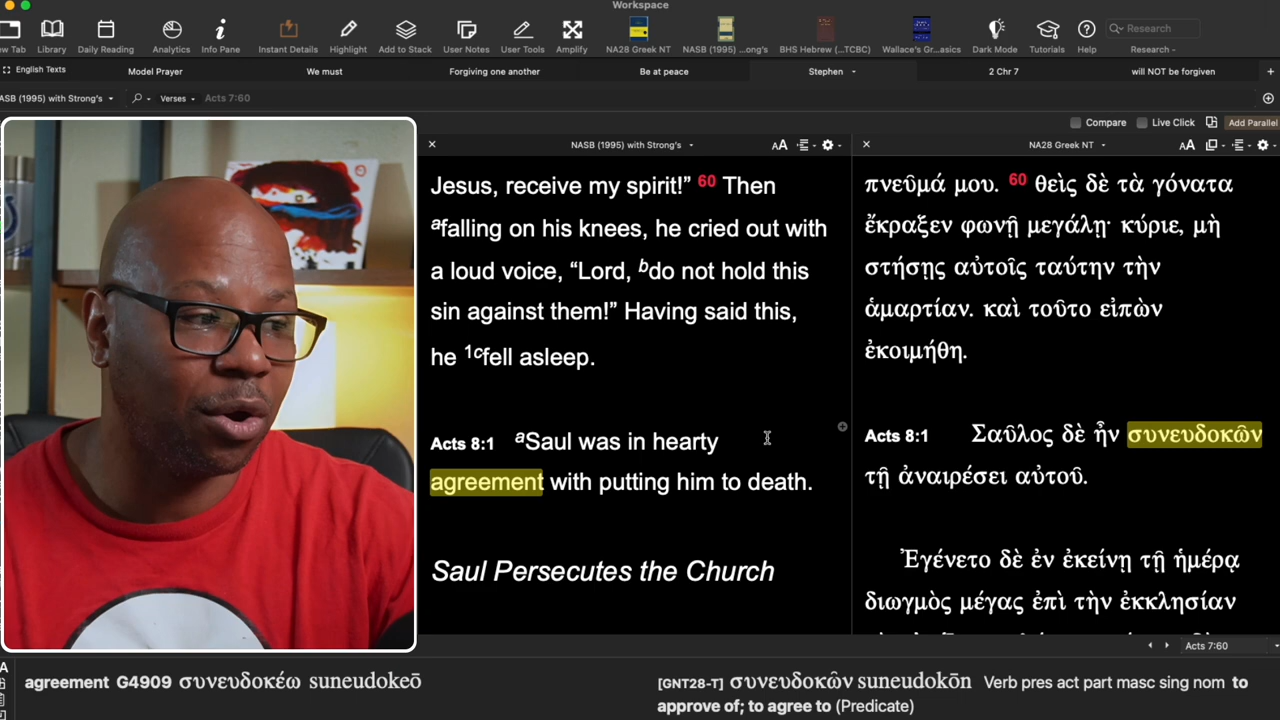 Workspace
ew Tab Library Daily Reading Analytics Info Pane Instant Details Highlight Add to Stack User Notes User Tools Amplify NA28 Greek NT NASB (1995) ...ong's BHS Hebrew (...TCBC) Wallace's Gr...asics Dark Mode Tutorials Help Research -
Research
English Texts Model Prayer We must Forgiving one another Be at peace Stephen 2 Chr 7 will NOT be forgiven +
ASB (1995) with Strong's Verses Acts 7:60
Compare Live Click Add Parallel
NASB (1995) with Strong's
Jesus, receive my spirit!” 60 Then
ᵃfalling on his knees, he cried out with
a loud voice, “Lord, ᵇdo not hold this
sin against them!” Having said this,
he ¹ᶜfell asleep.
Acts 8:1 ᵃSaul was in hearty
agreement with putting him to death.
Saul Persecutes the Church
NA28 Greek NT
πνεῦμά μου. 60 θεὶς δὲ τὰ γόνατα
ἔκραξεν φωνῇ μεγάλῃ· κύριε, μὴ
στήσῃς αὐτοῖς ταύτην τὴν
ἁμαρτίαν. καὶ τοῦτο εἰπὼν
ἐκοιμήθη.
Acts 8:1 Σαῦλος δὲ ἦν συνευδοκῶν
τῇ ἀναιρέσει αὐτοῦ.
Ἐγένετο δὲ ἐν ἐκείνῃ τῇ ἡμέρᾳ
διωγμὸς μέγας ἐπὶ τὴν ἐκκλησίαν
Acts 7:60
agreement G4909 συνευδοκέω suneudokeō
[GNT28-T] συνευδοκῶν suneudokōn Verb pres act part masc sing nom to
approve of; to agree to (Predicate)